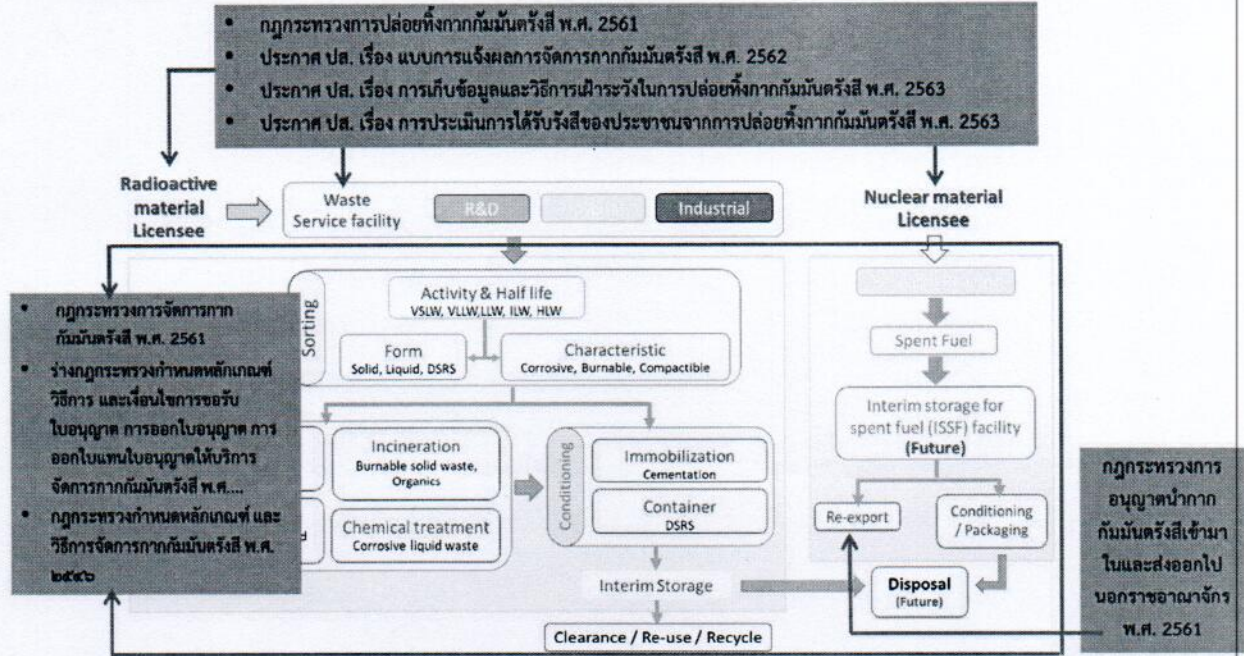 • กฎกระทรวงการปล่อยทิ้งกากกัมมันตรังสี พ.ศ. 2561
• ประกาศ ปส. เรื่อง แบบการแจ้งผลการจัดการกากกัมมันตรังสี พ.ศ. 2562
• ประกาศ ปส. เรื่อง การเก็บข้อมูลและวิธีการเฝ้าระวังในการปล่อยทิ้งกากกัมมันตรังสี พ.ศ. 2563
• ประกาศ ปส. เรื่อง การประเมินการได้รับรังสีของประชาชนจากการปล่อยทิ้งกากกัมมันตรังสี พ.ศ. 2563
Radioactive
material
Licensee
Waste
Service facility
R&D
Industrial
Nuclear material
Licensee
• กฎกระทรวงการจัดการกาก
กัมมันตรังสี พ.ศ. 2561
• ร่างกฎกระทรวงกำหนดหลักเกณฑ์
วิธีการ และเงื่อนไขการขอรับ
ใบอนุญาต การออกใบอนุญาต การ
ออกใบแทนใบอนุญาตให้บริการ
จัดการกากกัมมันตรังสี พ.ศ....
• กฎกระทรวงกำหนดหลักเกณฑ์ และ
วิธีการจัดการกากกัมมันตรังสี พ.ศ.
๒๕๔๖
Sorting
Activity & Half life
VSLW, VLLW,LLW, ILW, HLW
Form
Solid, Liquid, DSRS
Characteristic
Corrosive, Burnable, Compactible
Incineration
Burnable solid waste,
Organics
Chemical treatment
Corrosive liquid waste
Conditioning
Immobilization
Cementation
Container
DSRS
Interim Storage
Clearance / Re-use / Recycle
Spent Fuel
Interim storage for
spent fuel (ISSF) facility
(Future)
Re-export
Conditioning
/ Packaging
Disposal
(Future)
กฎกระทรวงการ
อนุญาตนำกาก
กัมมันตรังสีเข้ามา
ในและส่งออกไป
นอกราชอาณาจักร
พ.ศ. 2561